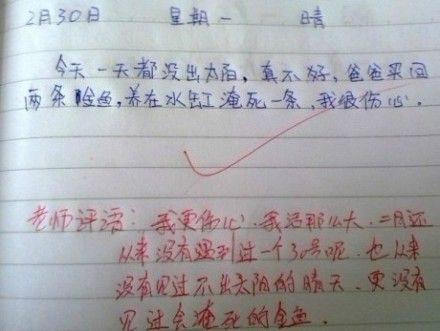 2月30日 星期一 晴
今天一天都没出太阳,真不好,爸爸买回
两条金鱼,养在水缸淹死一条,我很伤心.
老师评语:我更伤心.我活那么大,二月还
从来没有遇到过一个30号呢.也从来
没有见过不出太阳的晴天.更没有
见过会淹死的金鱼.